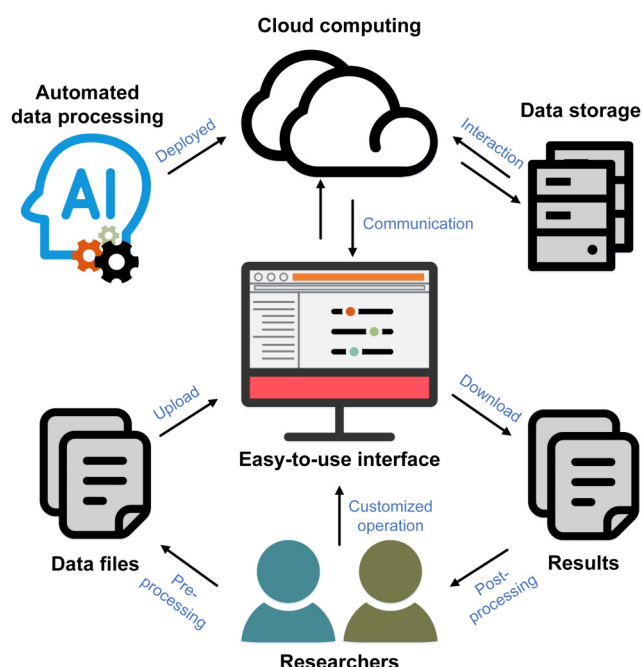 Cloud computing
Automated
data processing
Deployed
AI
Interaction
Data storage
Communication
Upload
Download
Easy-to-use interface
Customized
operation
Data files
Results
Pre-
processing
Post-
processing
Researchers